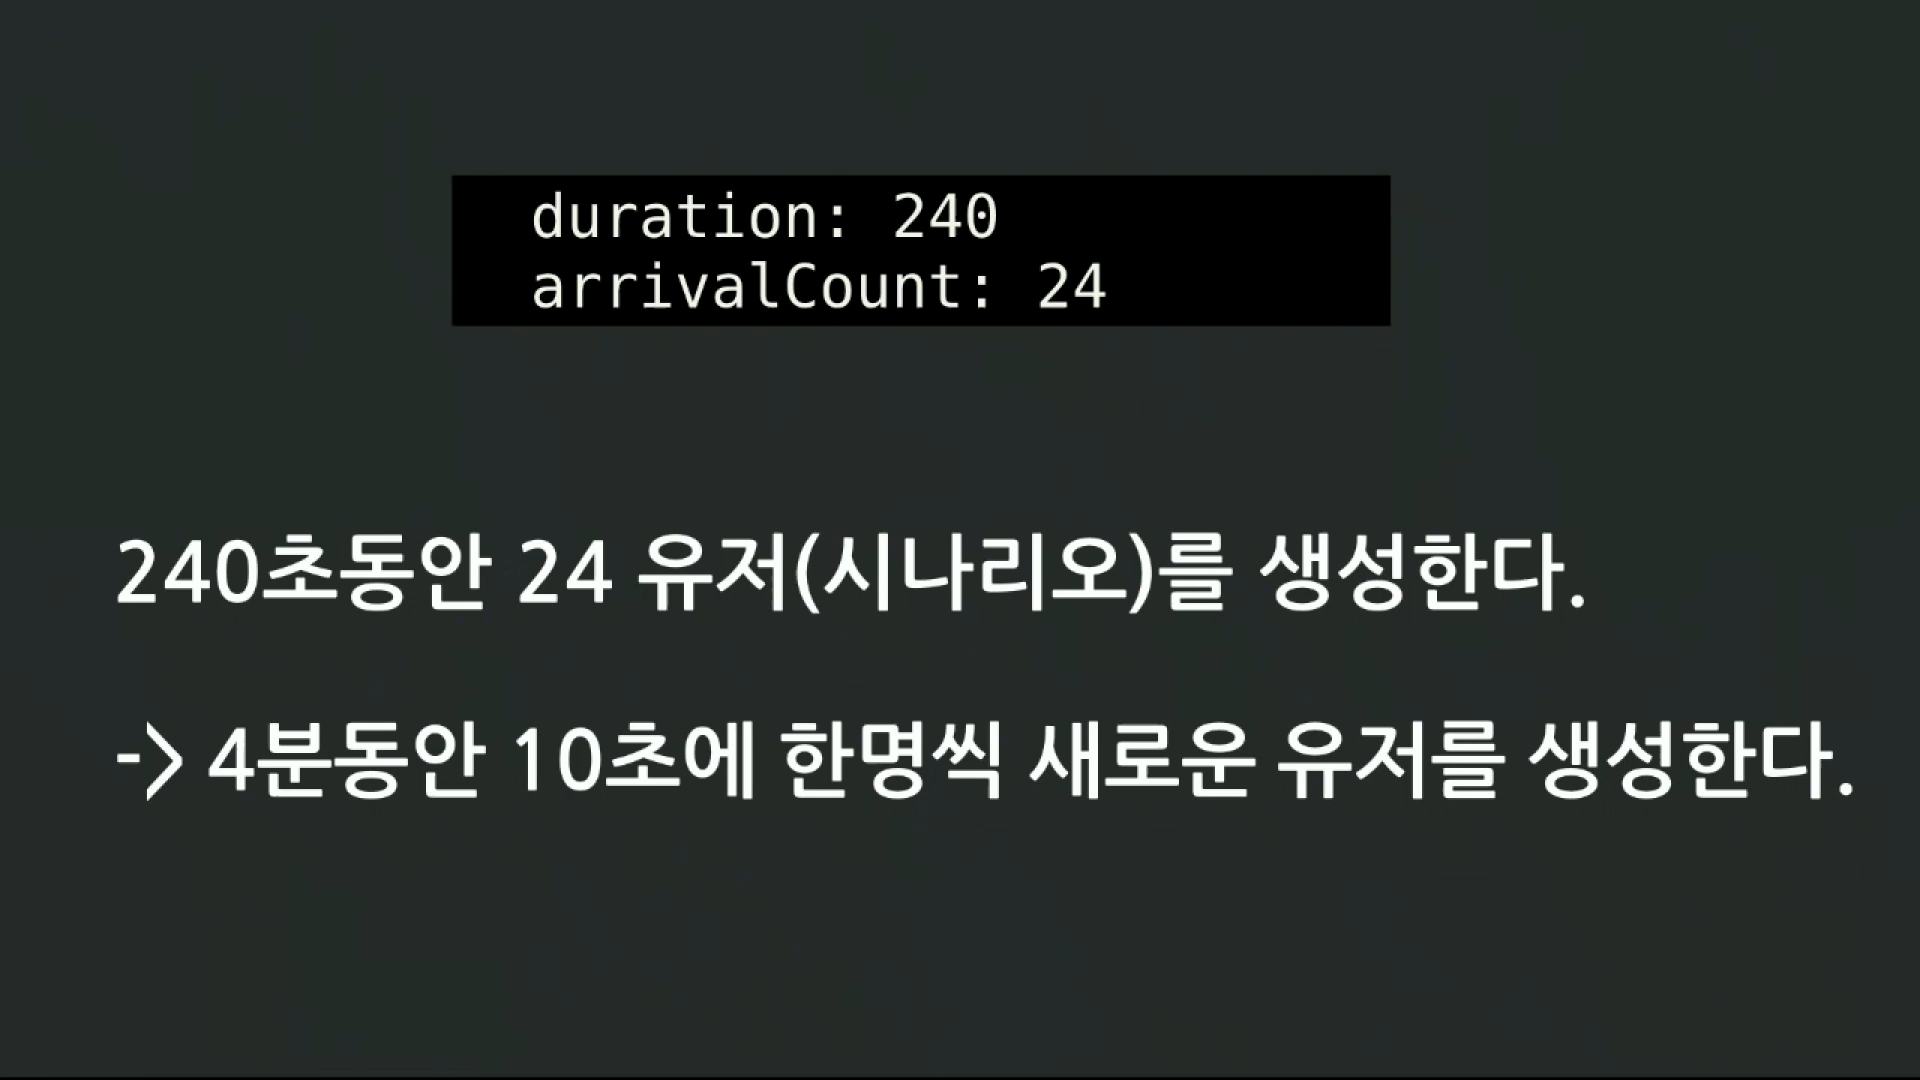 duration: 240
arrivalCount: 24
240초동안 24 유저(시나리오)를 생성한다.
-> 4분동안 10초에 한명씩 새로운 유저를 생성한다.